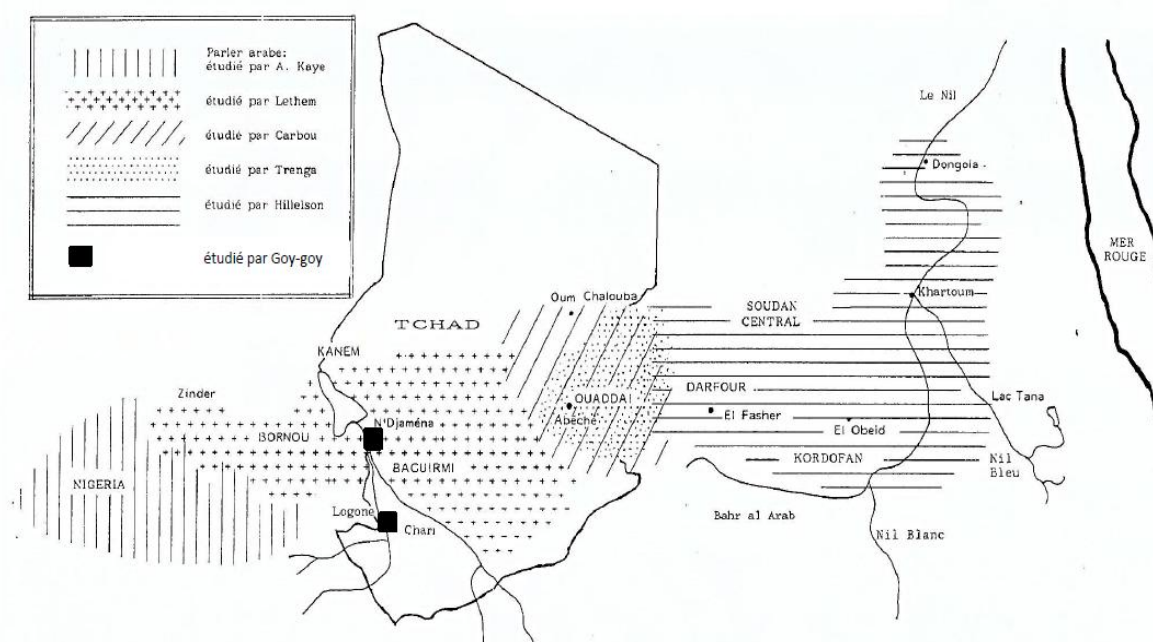 Parler arabe:
étudié par A. Kaye
étudié par Lethem
étudié par Carbou
étudié par Trenga
étudié par Hillelson
étudié par Goy-goy
Le Nil
Dongola
MER
ROUGE
Khartoum
Oum Chalouba
SOUDAN
CENTRAL
TCHAD
KANEM
Zinder
DARFOUR
Lac Tana
OUADDAI
El Fasher
Abéché
N'Djaména
El Obeid
BORNOU
BAGUIRMI
KORDOFAN
Nil
Bleu
NIGERIA
Logone
Chari
Bahr al Arab
Nil Blanc